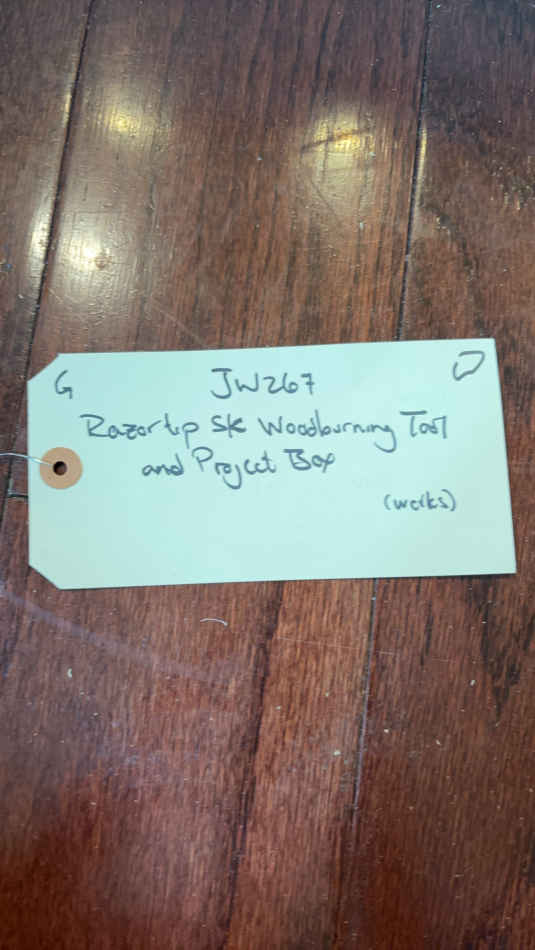 G JW267 D
Razortip SK Woodburning Tool
and Project Box
(works)